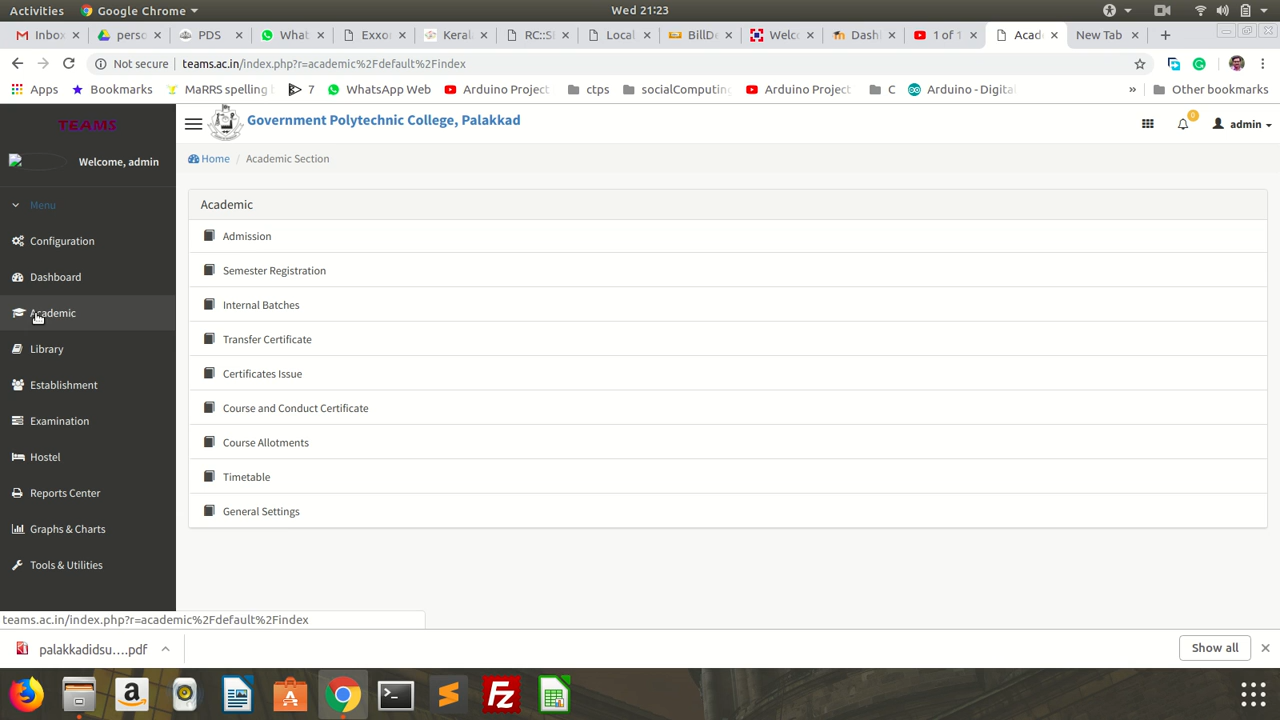 Activities Google Chrome Wed 21:23
Inbox perso PDS What Exxo Kerala RC::S Local BillDe Welco Dashl 1 of 1 Acade New Tab
Not secure teams.ac.in/index.php?r=academic%2Fdefault%2Findex
Apps Bookmarks MaRRS spelling 7 WhatsApp Web Arduino Project ctps socialComputing Arduino Project C Arduino - Digital » Other bookmarks
TEAMS Government Polytechnic College, Palakkad 0 admin
Welcome, admin
Home / Academic Section
Menu
Configuration
Dashboard
Academic
Library
Establishment
Examination
Hostel
Reports Center
Graphs & Charts
Tools & Utilities
Academic
Admission
Semester Registration
Internal Batches
Transfer Certificate
Certificates Issue
Course and Conduct Certificate
Course Allotments
Timetable
General Settings
teams.ac.in/index.php?r=academic%2Fdefault%2Findex
palakkadidsu....pdf Show all